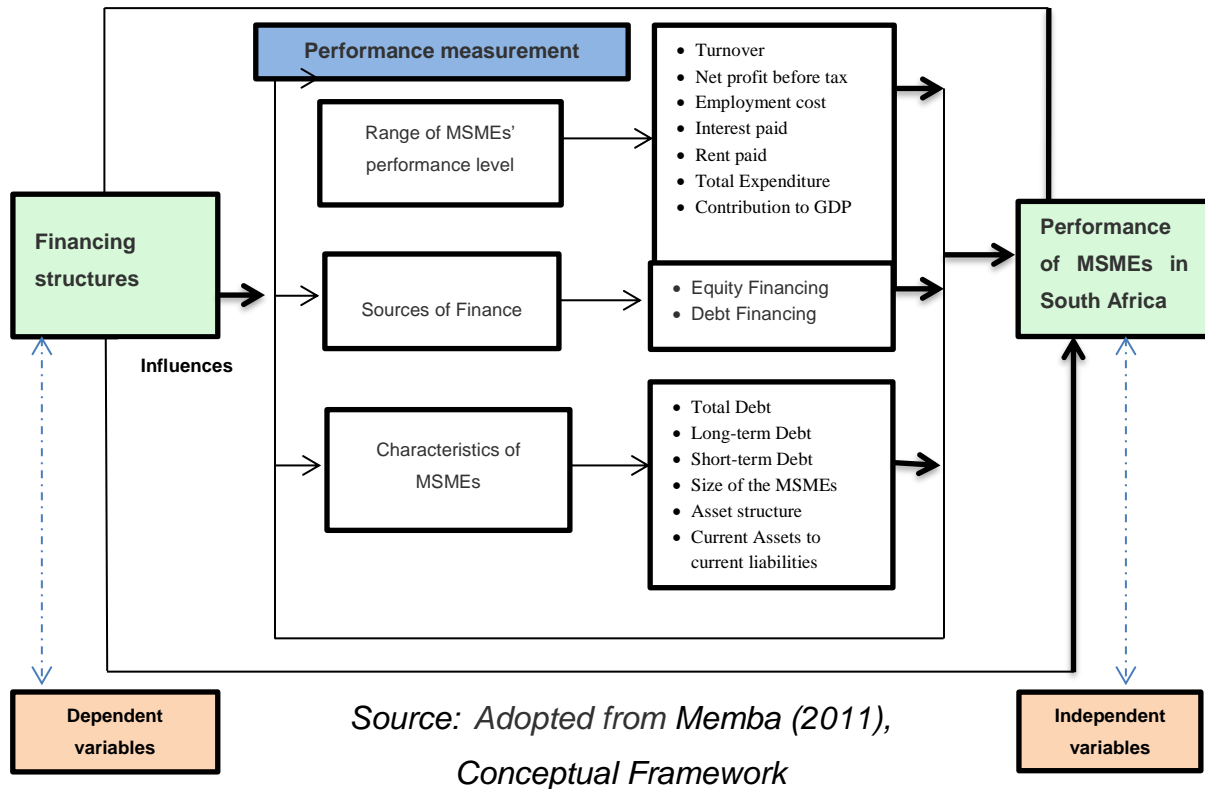 Performance measurement
Range of MSMEs'
performance level
• Turnover
• Net profit before tax
• Employment cost
• Interest paid
• Rent paid
• Total Expenditure
• Contribution to GDP
Financing
structures
Influences
Sources of Finance
• Equity Financing
• Debt Financing
Performance
of MSMEs in
South Africa
Characteristics of
MSMEs
• Total Debt
• Long-term Debt
• Short-term Debt
• Size of the MSMEs
• Asset structure
• Current Assets to
current liabilities
Dependent
variables
Source: Adopted from Memba (2011),
Conceptual Framework
Independent
variables